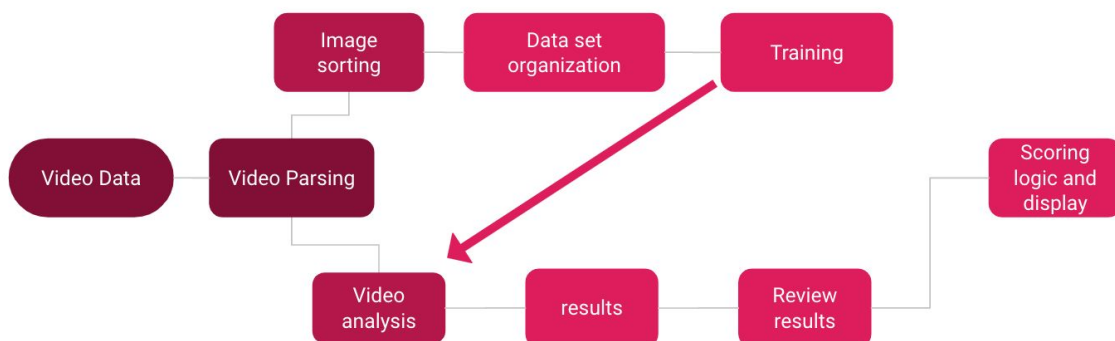 Image
sorting
Data set
organization
Training
Video Data
Video Parsing
Scoring
logic and
display
Video
analysis
results
Review
results